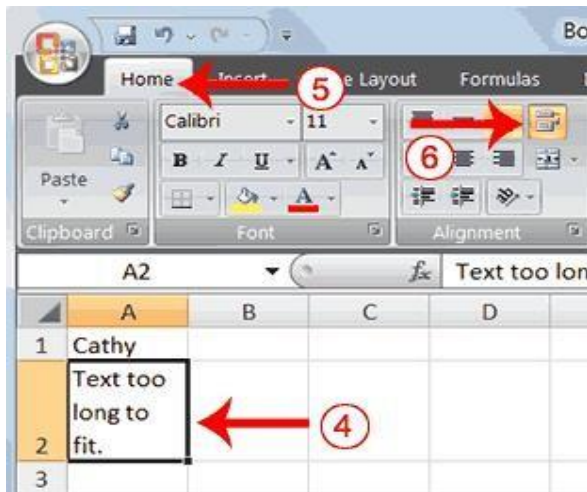 Bo
Home Insert Layout Formulas
5
Calibri 11
6
B I U A A
Paste
A
Clipboard Font Alignment
A2 fx Text too lon
A B C D
1 Cathy
Text too
long to
4
2 fit.
3